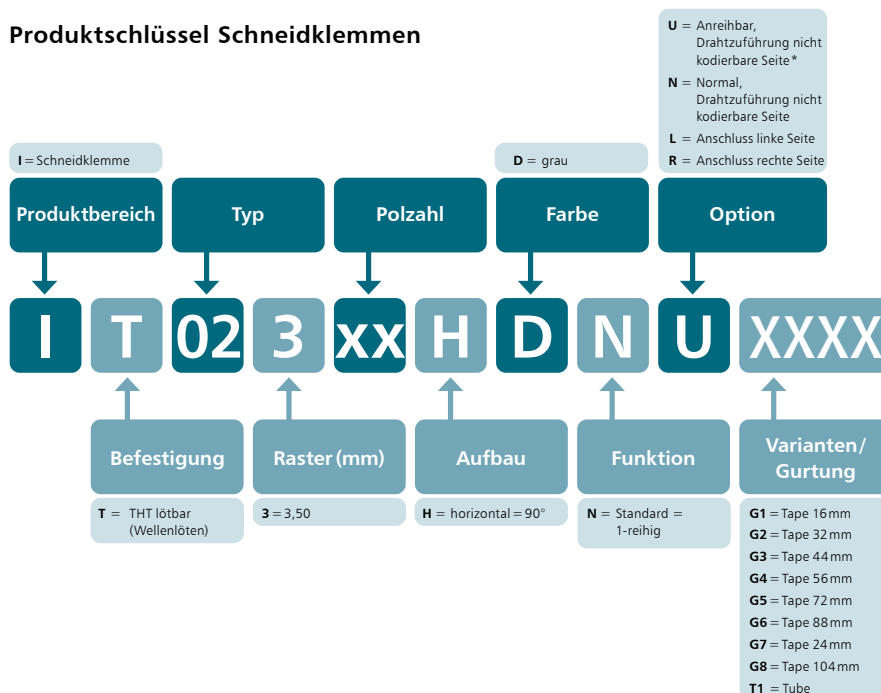 Produktschlüssel Schneidklemmen
U = Anreihbar,
Drahtzuführung nicht
kodierbare Seite*
N = Normal,
Drahtzuführung nicht
kodierbare Seite
L = Anschluss linke Seite
R = Anschluss rechte Seite
I = Schneidklemme
D = grau
Produktbereich
Typ
Polzahl
Farbe
Option
I T 02 3 xx H D N U XXXX
Befestigung
Raster (mm)
Aufbau
Funktion
Varianten/
Gurtung
T = THT lötbar
(Wellenlöten)
3 = 3,50
H = horizontal = 90°
N = Standard =
1-reihig
G1 = Tape 16 mm
G2 = Tape 32 mm
G3 = Tape 44 mm
G4 = Tape 56 mm
G5 = Tape 72 mm
G6 = Tape 88 mm
G7 = Tape 24 mm
G8 = Tape 104 mm
T1 = Tube